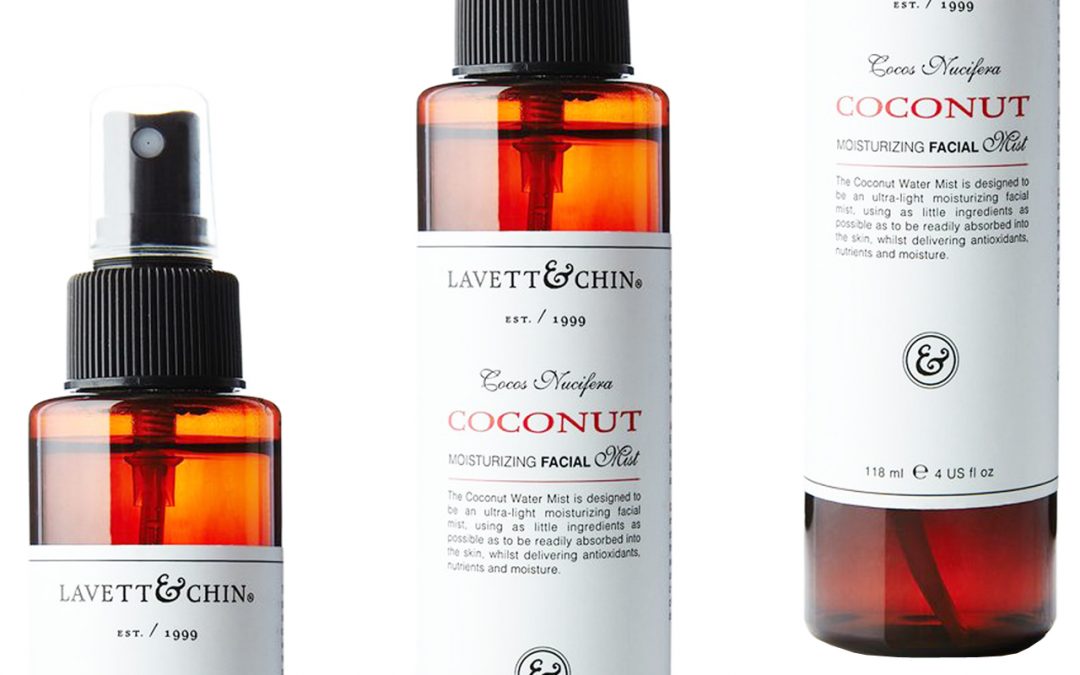 LAVETT&CHIN®
EST. / 1999
LAVETT&CHIN®
EST. / 1999
Cocos Nucifera
COCONUT
MOISTURIZING FACIAL Mist
The Coconut Water Mist is designed to
be an ultra-light moisturizing facial
mist, using as little ingredients as
possible as to be readily absorbed into
the skin, whilst delivering antioxidants,
nutrients and moisture.
&
EST. / 1999
Cocos Nucifera
COCONUT
MOISTURIZING FACIAL Mist
The Coconut Water Mist is designed to
be an ultra-light moisturizing facial
mist, using as little ingredients as
possible as to be readily absorbed into
the skin, whilst delivering antioxidants,
nutrients and moisture.
&
118 ml ℮ 4 US fl oz